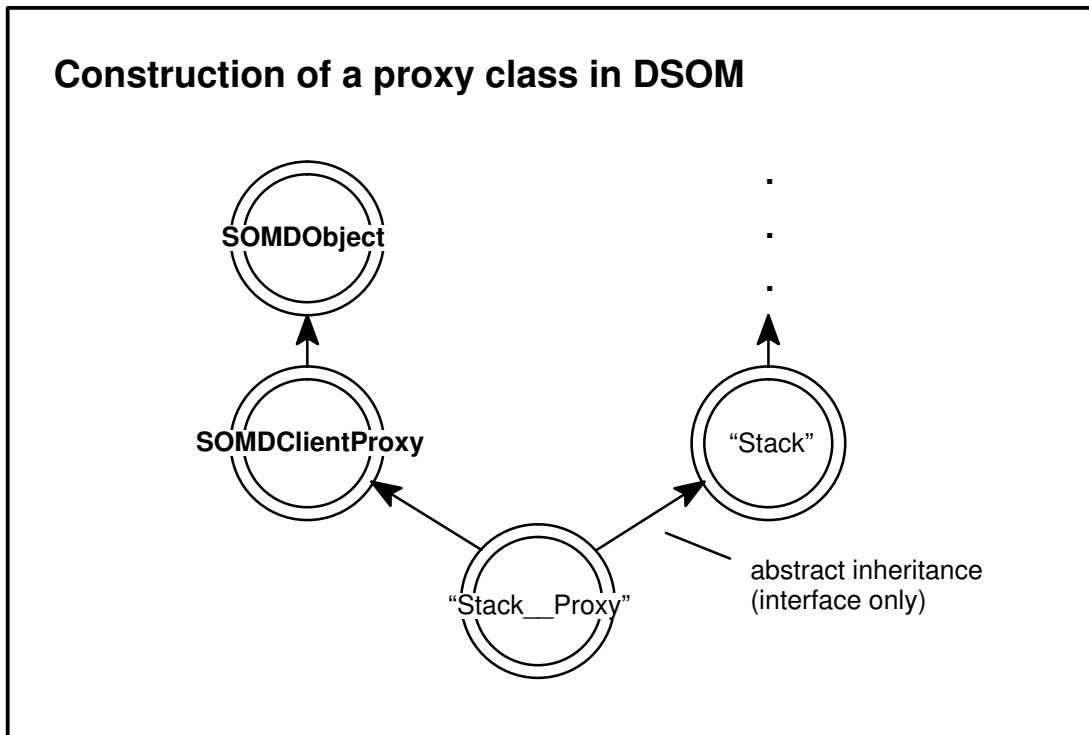 Construction of a proxy class in DSOM
SOMDObject
SOMDClientProxy
“Stack”
“Stack__Proxy”
abstract inheritance
(interface only)